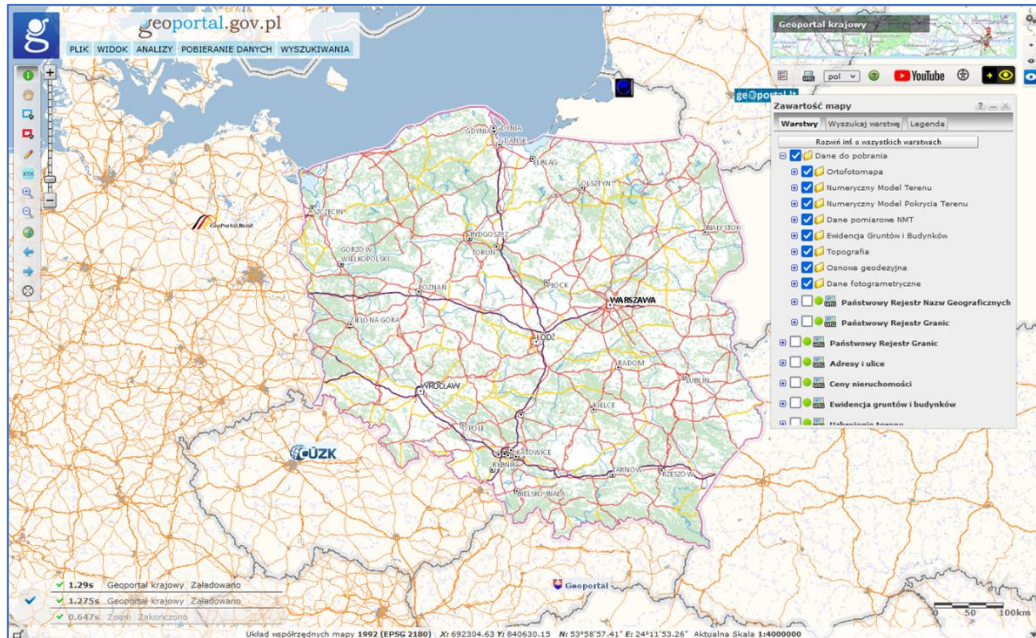 geoportal.gov.pl
PLIK WIDOK ANALIZY POBIERANIE DANYCH WYSZUKIWANIA
Geoportal krajowy
pol
YouTube
geoportal.lt
Zawartość mapy
Warstwy Wyszukaj warstwę Legenda
Rozwiń inf. o wszystkich warstwach
Dane do pobrania
Ortofotomapa
Numeryczny Model Terenu
Numeryczny Model Pokrycia Terenu
Dane pomiarowe NMT
Ewidencja Gruntów i Budynków
Topografia
Osnowa geodezyjna
Dane fotogrametryczne
Państwowy Rejestr Nazw Geograficznych
Państwowy Rejestr Granic
Państwowy Rejestr Granic
Adresy i ulice
Ceny nieruchomości
Ewidencja gruntów i budynków
XYH
GDYNIA
GDYNIA
GDAŃSK
ELBLĄG
OLSZTYN
SZCZECIN
GeoPortal.Bund
BYDGOSZCZ
TORUŃ
BIAŁYSTOK
GORZÓW
WIELKOPOLSKI
POZNAŃ
PŁOCK
WARSZAWA
ZIELONA GÓRA
ŁÓDŹ
RADOM
LUBLIN
WROCŁAW
KIELCE
OPOLE
ČÚZK
KATOWICE
RYBNIK
TARNÓW
RZESZÓW
BIELSKO-BIAŁA
Geoportál
1.29s Geoportal krajowy Załadowano
1.275s Geoportal krajowy Załadowano
0.647s Zoom Zakończono
0 50 100km
Układ współrzędnych mapy 1992 (EPSG 2180) X: 692304.63 Y: 840630.15 N: 53°58'57.41" E: 24°11'53.26" Aktualna Skala 1:4000000